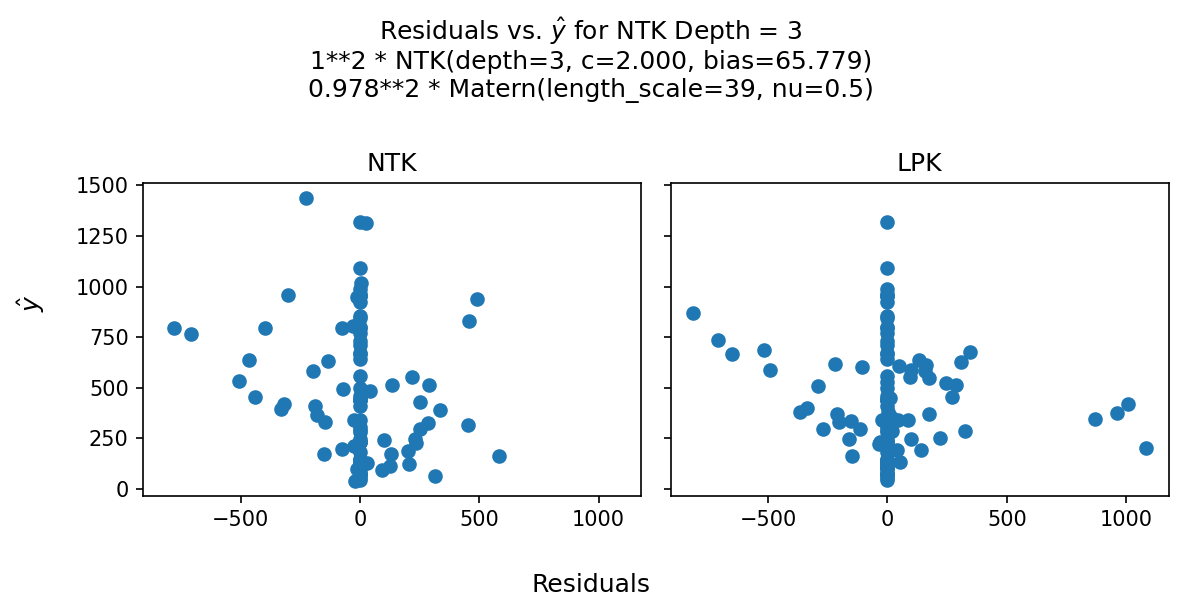 Residuals vs. ŷ for NTK Depth = 3
1**2 * NTK(depth=3, c=2.000, bias=65.779)
0.978**2 * Matern(length_scale=39, nu=0.5)
NTK
LPK
1500
1250
1000
750
500
250
0
ŷ
−500 0 500 1000
−500 0 500 1000
Residuals